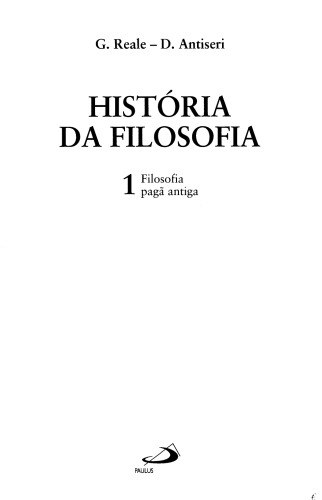 G. Reale – D. Antiseri
HISTÓRIA
DA FILOSOFIA
1 Filosofia
pagã antiga
PAULUS